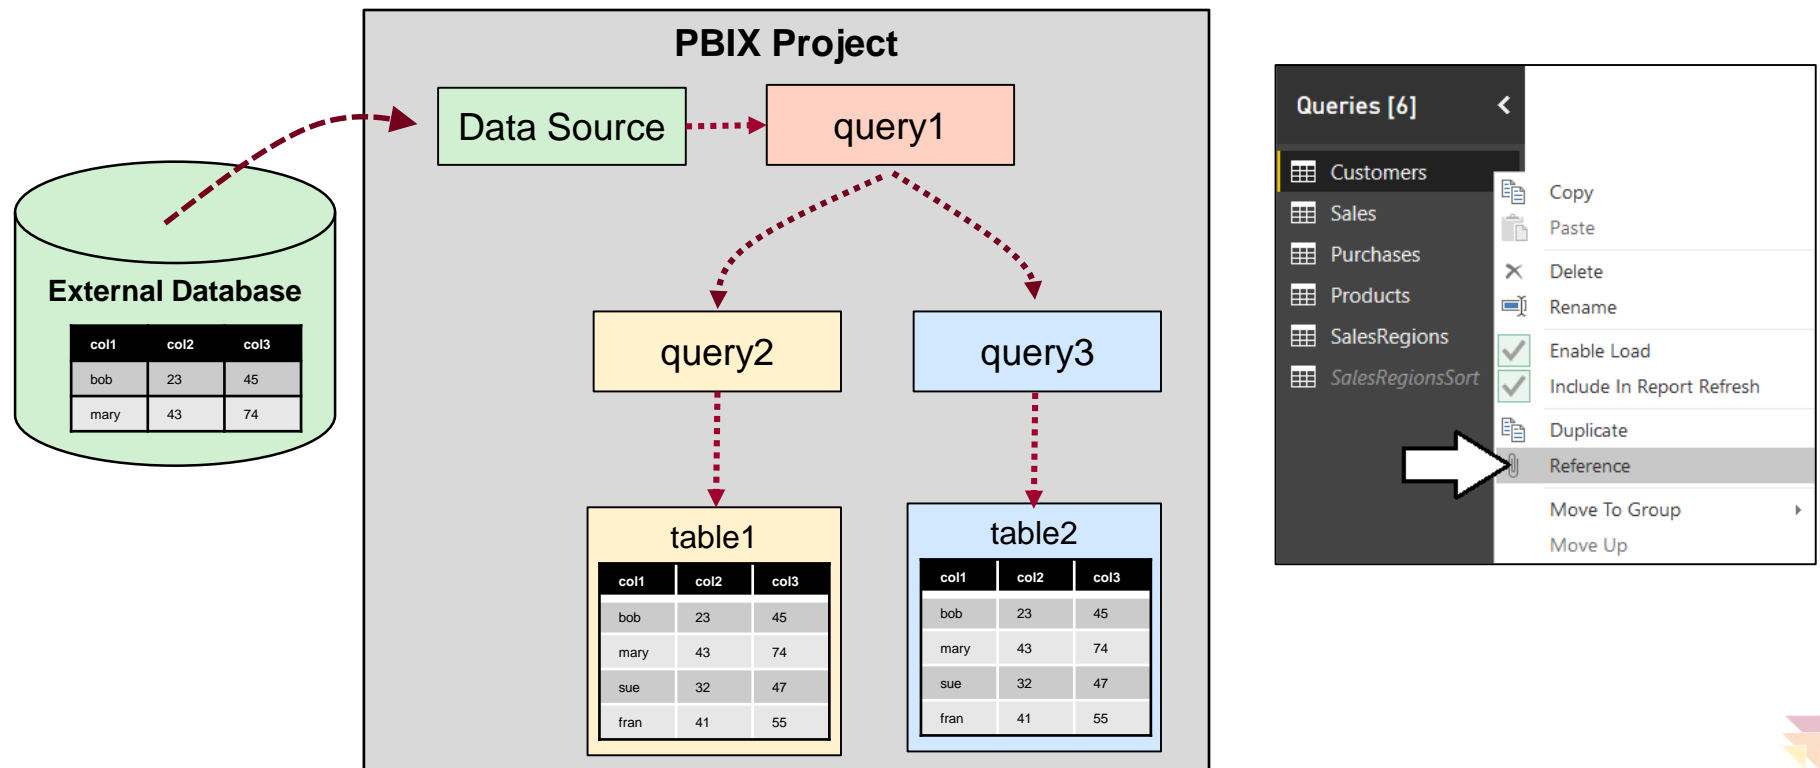 PBIX Project
Data Source
query1
External Database
col1 col2 col3
bob 23 45
mary 43 74
query2
query3
table1
col1 col2 col3
bob 23 45
mary 43 74
sue 32 47
fran 41 55
table2
col1 col2 col3
bob 23 45
mary 43 74
sue 32 47
fran 41 55
Queries [6]
Customers
Sales
Purchases
Products
SalesRegions
SalesRegionsSort
Copy
Paste
Delete
Rename
Enable Load
Include In Report Refresh
Duplicate
Reference
Move To Group
Move Up